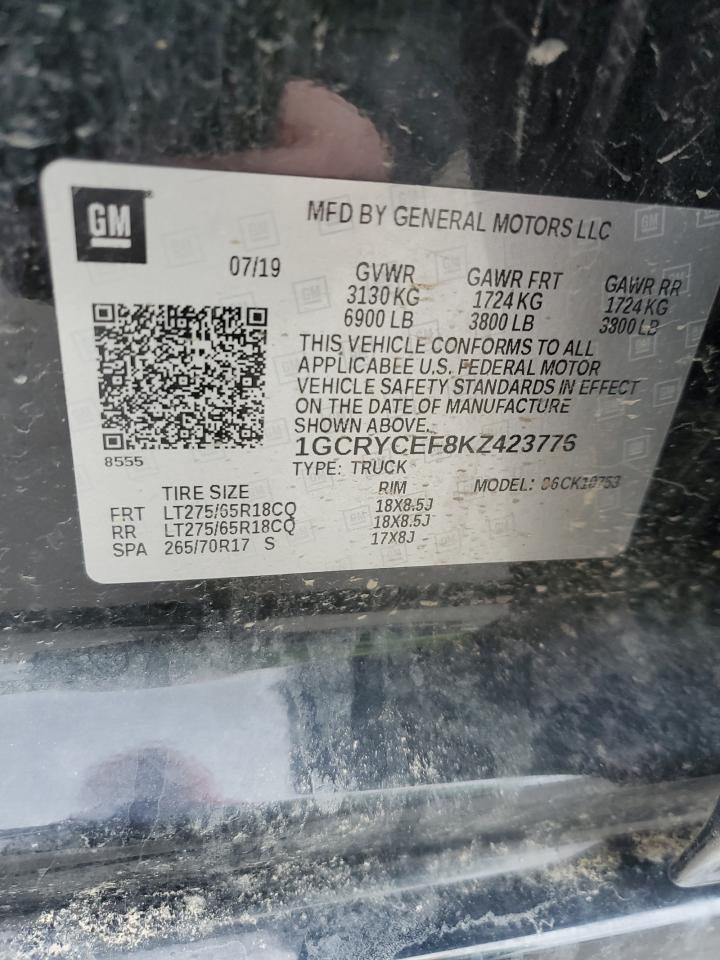 GM
MFD BY GENERAL MOTORS LLC
07/19
GVWR GAWR FRT GAWR RR
3130 KG 1724 KG 1724 KG
6900 LB 3800 LB 3800 LB
THIS VEHICLE CONFORMS TO ALL
APPLICABEE U.S. FEDERAL MOTOR
VEHICLE SAFETY STANDARDS IN EFFECT
ON THE DATE OF MANUFACTURE
SHOWN ABOVE.
1GCRYCEF8KZ423776
8555
TYPE: TRUCK MODEL:
TIRE SIZE RIM
FRT LT275/65R18CQ 18X8.5J
RR LT275/65R18CQ 18X8.5J
SPA 265/70R17 S 17X8J